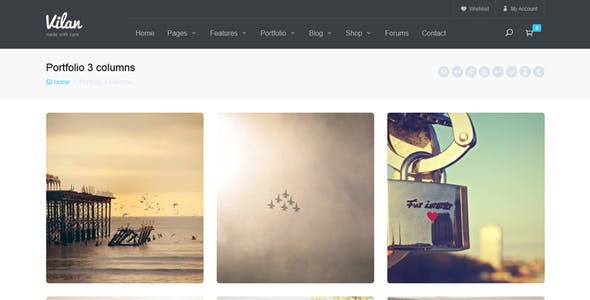 Wishlist
My Account
Vilan
made with care
Home Pages Features Portfolio Blog Shop Forums Contact
0
Portfolio 3 columns
Home Portfolio 3 columns
Für immer